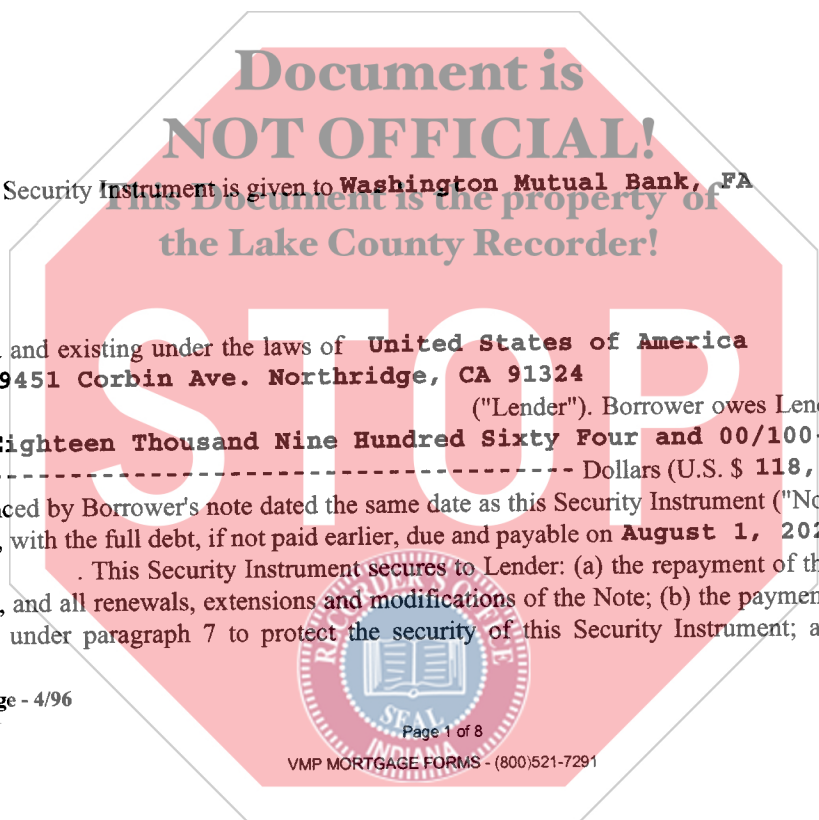 Document is
NOT OFFICIAL!
Security Instrument is given to Washington Mutual Bank, FA
This Document is the property of
the Lake County Recorder!
STOP
and existing under the laws of United States of America
9451 Corbin Ave. Northridge, CA 91324
("Lender"). Borrower owes Lend
ighteen Thousand Nine Hundred Sixty Four and 00/100-
------------------------------------ Dollars (U.S. $ 118,
ced by Borrower's note dated the same date as this Security Instrument ("No
, with the full debt, if not paid earlier, due and payable on August 1, 202
. This Security Instrument secures to Lender: (a) the repayment of th
, and all renewals, extensions and modifications of the Note; (b) the paymen
under paragraph 7 to protect the security of this Security Instrument; a
RECORDER'S OFFICE
SEAL
INDIANA
ge - 4/96
Page 1 of 8
VMP MORTGAGE FORMS - (800)521-7291